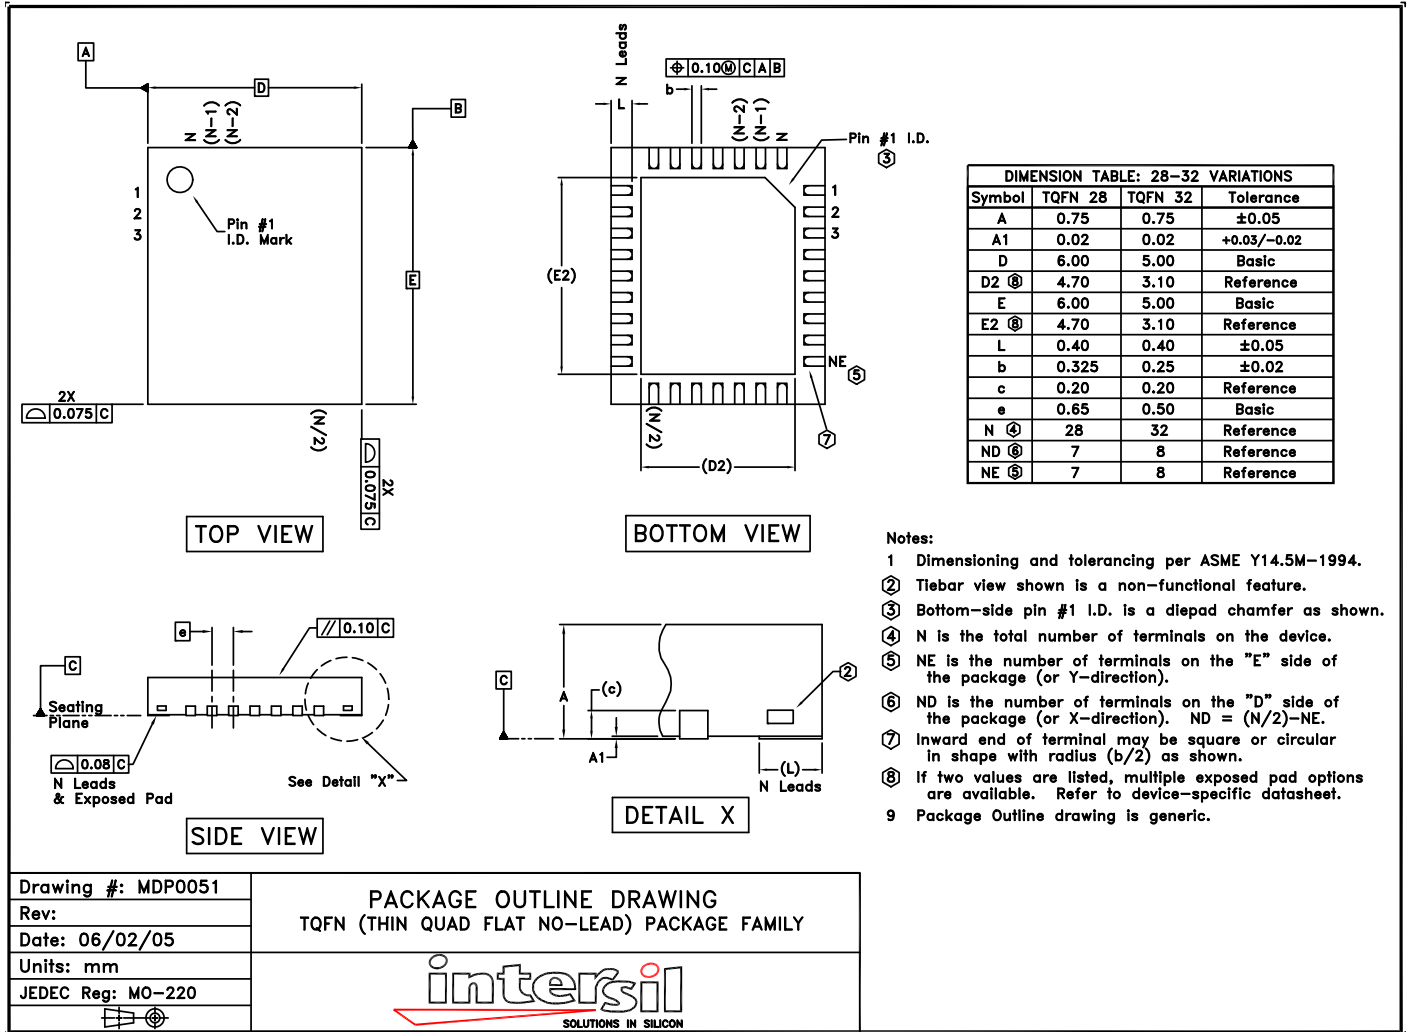 A
D
N
(N-1)
(N-2)
B
1
2
3
Pin #1
I.D. Mark
E
2X
0.075 C
(N/2)
2X
0.075 C
TOP VIEW
N Leads
0.10Ⓜ C A B
b
L
(N-2)
(N-1)
N
Pin #1 I.D.
3
1
2
3
(E2)
NE
5
(N/2)
7
(D2)
BOTTOM VIEW
DIMENSION TABLE: 28-32 VARIATIONS
Symbol TQFN 28 TQFN 32 Tolerance
A 0.75 0.75 ±0.05
A1 0.02 0.02 +0.03/-0.02
D 6.00 5.00 Basic
D2 8 4.70 3.10 Reference
E 6.00 5.00 Basic
E2 8 4.70 3.10 Reference
L 0.40 0.40 ±0.05
b 0.325 0.25 ±0.02
c 0.20 0.20 Reference
e 0.65 0.50 Basic
N 4 28 32 Reference
ND 6 7 8 Reference
NE 5 7 8 Reference
Notes:
1 Dimensioning and tolerancing per ASME Y14.5M-1994.
2 Tiebar view shown is a non-functional feature.
3 Bottom-side pin #1 I.D. is a diepad chamfer as shown.
4 N is the total number of terminals on the device.
5 NE is the number of terminals on the "E" side of
the package (or Y-direction).
6 ND is the number of terminals on the "D" side of
the package (or X-direction). ND = (N/2)-NE.
7 Inward end of terminal may be square or circular
in shape with radius (b/2) as shown.
8 If two values are listed, multiple exposed pad options
are available. Refer to device-specific datasheet.
9 Package Outline drawing is generic.
e
// 0.10 C
C
Seating
Plane
0.08 C
N Leads
& Exposed Pad
See Detail "X"
SIDE VIEW
C
A
(c)
2
A1
(L)
N Leads
DETAIL X
Drawing #: MDP0051
Rev:
Date: 06/02/05
Units: mm
JEDEC Reg: MO-220
PACKAGE OUTLINE DRAWING
TQFN (THIN QUAD FLAT NO-LEAD) PACKAGE FAMILY
intersil
SOLUTIONS IN SILICON